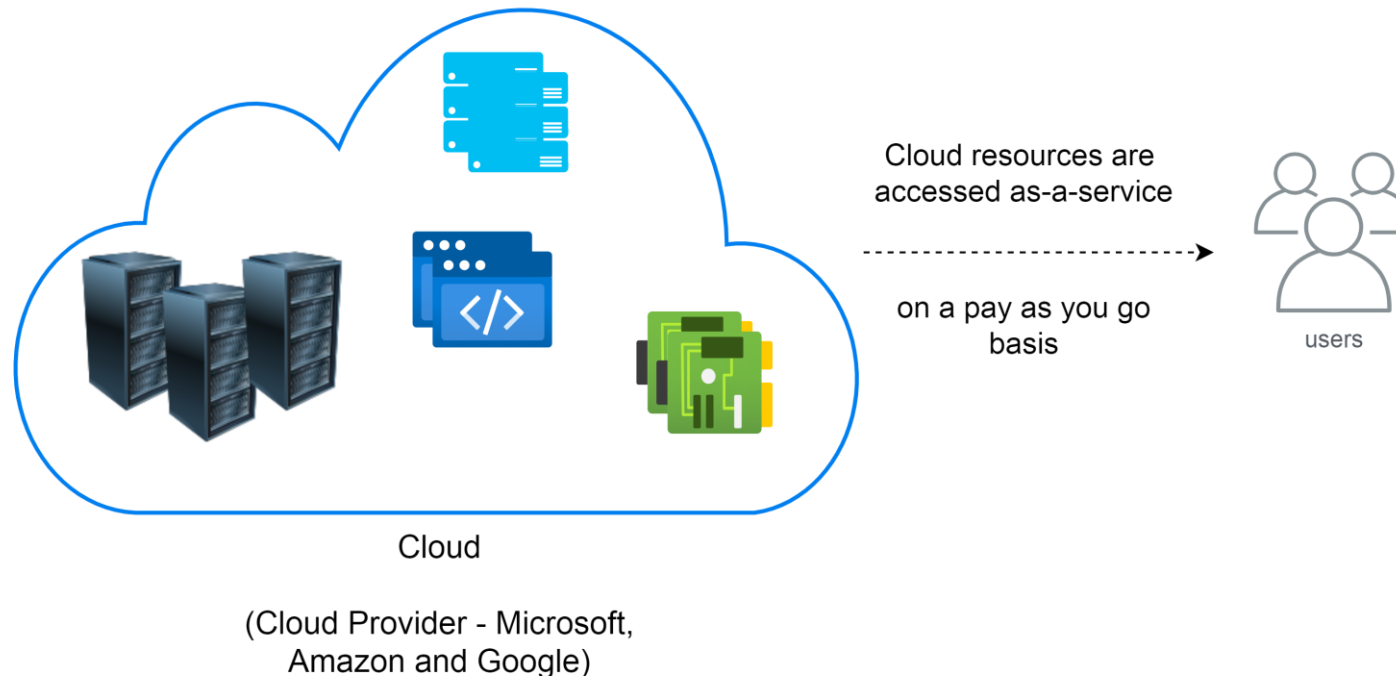 Cloud resources are
accessed as-a-service
on a pay as you go
basis
users
Cloud
(Cloud Provider - Microsoft,
Amazon and Google)